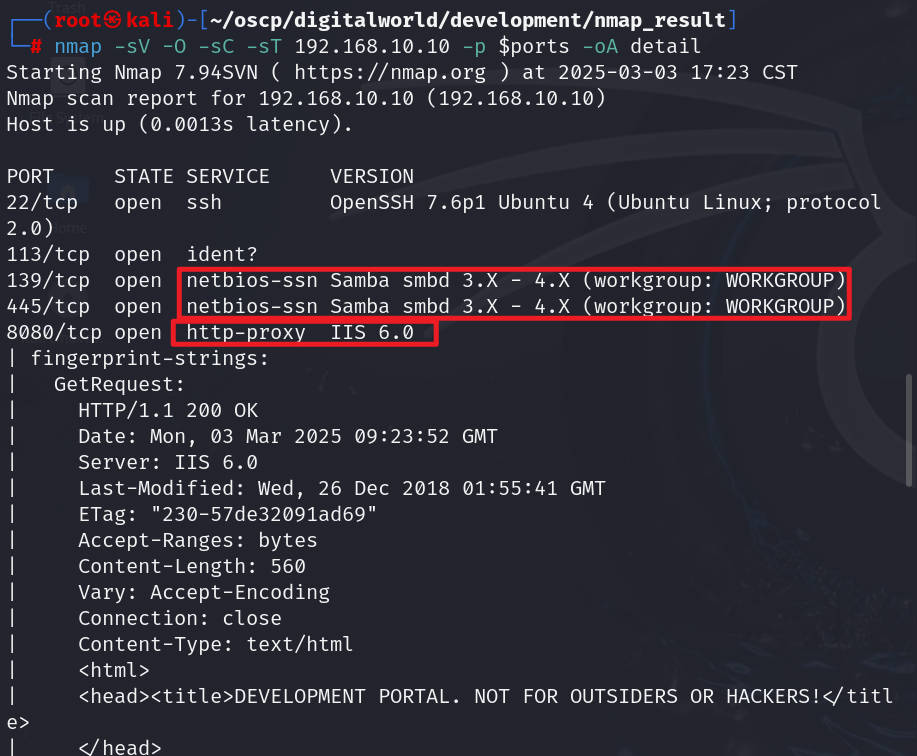 Trash
┌──(root㉿kali)-[~/oscp/digitalworld/development/nmap_result]
└─# nmap -sV -O -sC -sT 192.168.10.10 -p $ports -oA detail
Starting Nmap 7.94SVN ( https://nmap.org ) at 2025-03-03 17:23 CST
Nmap scan report for 192.168.10.10 (192.168.10.10)
Host is up (0.0013s latency).
PORT     STATE SERVICE     VERSION
22/tcp   open  ssh         OpenSSH 7.6p1 Ubuntu 4 (Ubuntu Linux; protocol
2.0)
Home
113/tcp  open  ident?
139/tcp  open  netbios-ssn Samba smbd 3.X - 4.X (workgroup: WORKGROUP)
445/tcp  open  netbios-ssn Samba smbd 3.X - 4.X (workgroup: WORKGROUP)
8080/tcp open  http-proxy  IIS 6.0
| fingerprint-strings:
|   GetRequest:
|     HTTP/1.1 200 OK
|     Date: Mon, 03 Mar 2025 09:23:52 GMT
|     Server: IIS 6.0
|     Last-Modified: Wed, 26 Dec 2018 01:55:41 GMT
|     ETag: "230-57de32091ad69"
|     Accept-Ranges: bytes
|     Content-Length: 560
|     Vary: Accept-Encoding
|     Connection: close
|     Content-Type: text/html
|     <html>
|     <head><title>DEVELOPMENT PORTAL. NOT FOR OUTSIDERS OR HACKERS!</titl
e>
|     </head>